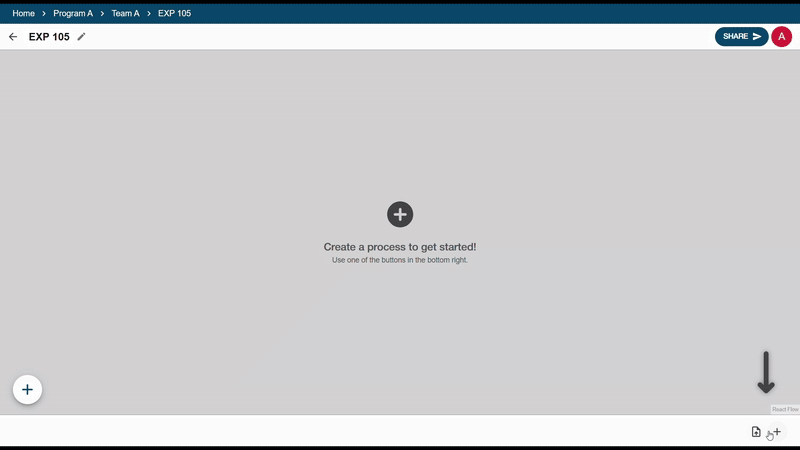 Home > Program A > Team A > EXP 105
EXP 105
SHARE
A
Create a process to get started!
Use one of the buttons in the bottom right.
React Flow